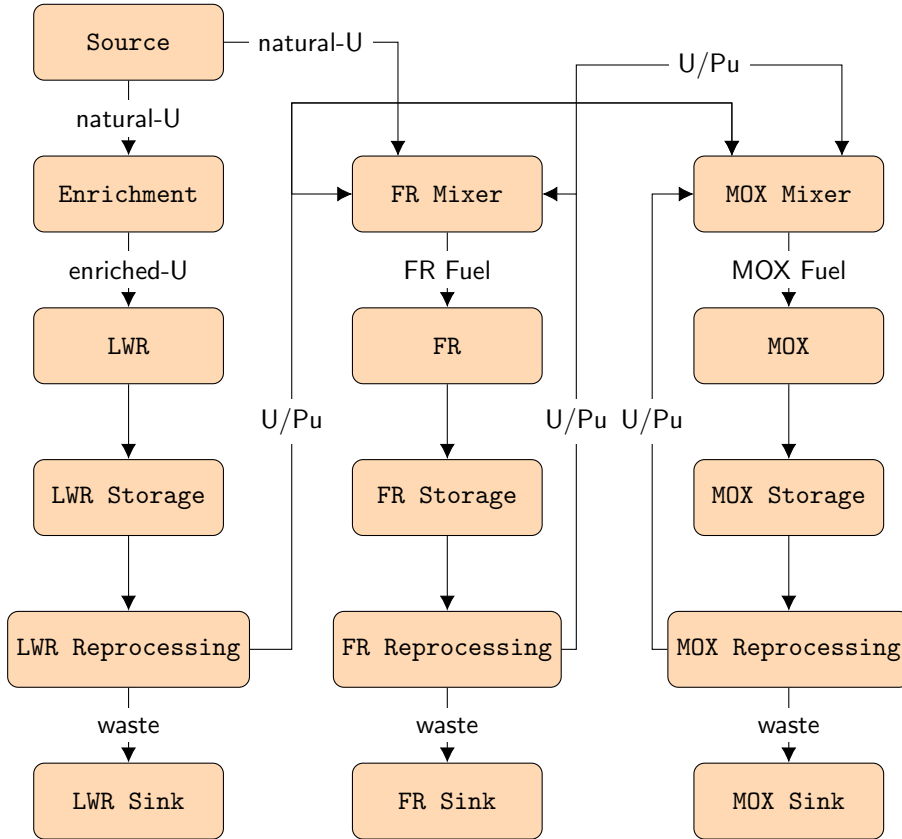 Source
natural-U
U/Pu
natural-U
Enrichment
FR Mixer
MOX Mixer
enriched-U
FR Fuel
MOX Fuel
LWR
FR
MOX
U/Pu
U/Pu
U/Pu
LWR Storage
FR Storage
MOX Storage
LWR Reprocessing
FR Reprocessing
MOX Reprocessing
waste
waste
waste
LWR Sink
FR Sink
MOX Sink